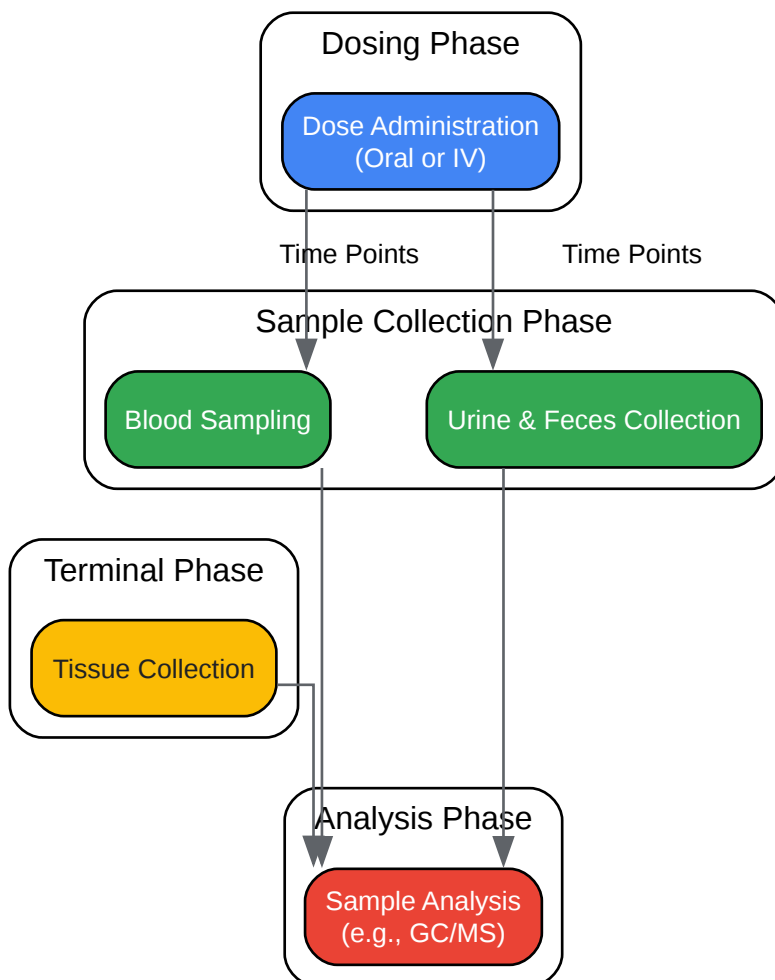 Dosing Phase
Dose Administration
(Oral or IV)
Time Points
Time Points
Sample Collection Phase
Blood Sampling
Urine & Feces Collection
Terminal Phase
Tissue Collection
Analysis Phase
Sample Analysis
(e.g., GC/MS)